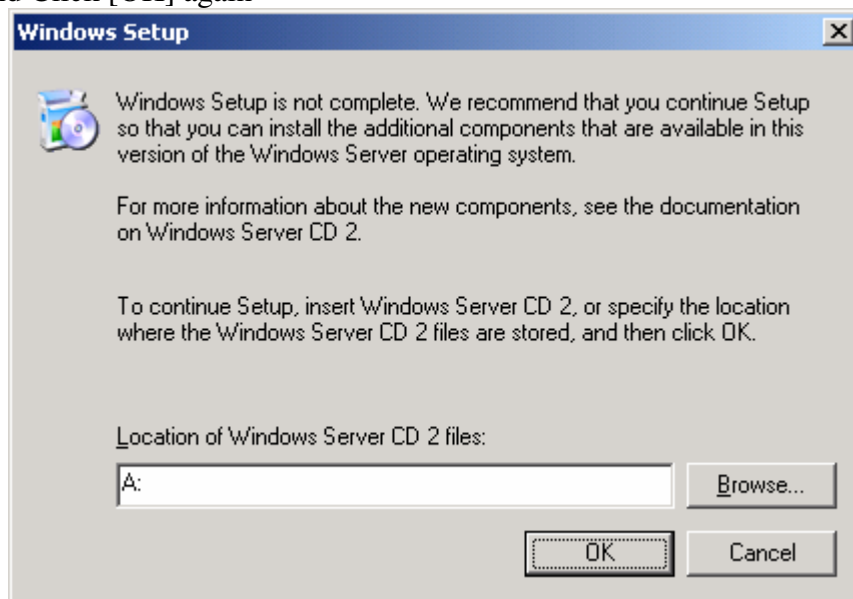 Click [OK] again
Windows Setup
Windows Setup is not complete. We recommend that you continue Setup
so that you can install the additional components that are available in this
version of the Windows Server operating system.
For more information about the new components, see the documentation
on Windows Server CD 2.
To continue Setup, insert Windows Server CD 2, or specify the location
where the Windows Server CD 2 files are stored, and then click OK.
Location of Windows Server CD 2 files:
A:
Browse...
OK
Cancel